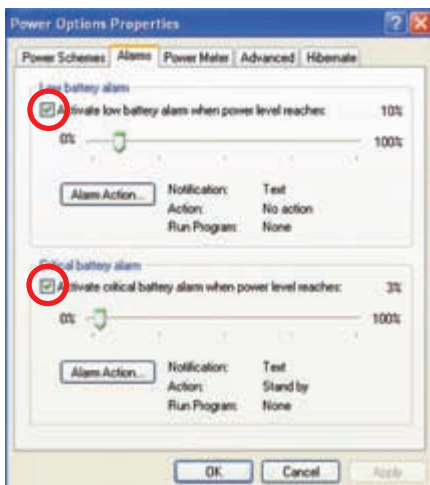 Power Options Properties
Power Schemes Alarms Power Meter Advanced Hibernate
Low battery alarm
Activate low battery alarm when power level reaches: 10%
0% 100%
Alarm Action... Notification: Text
Action: No action
Run Program: None
Critical battery alarm
Activate critical battery alarm when power level reaches: 3%
0% 100%
Alarm Action... Notification: Text
Action: Stand by
Run Program: None
OK Cancel Apply